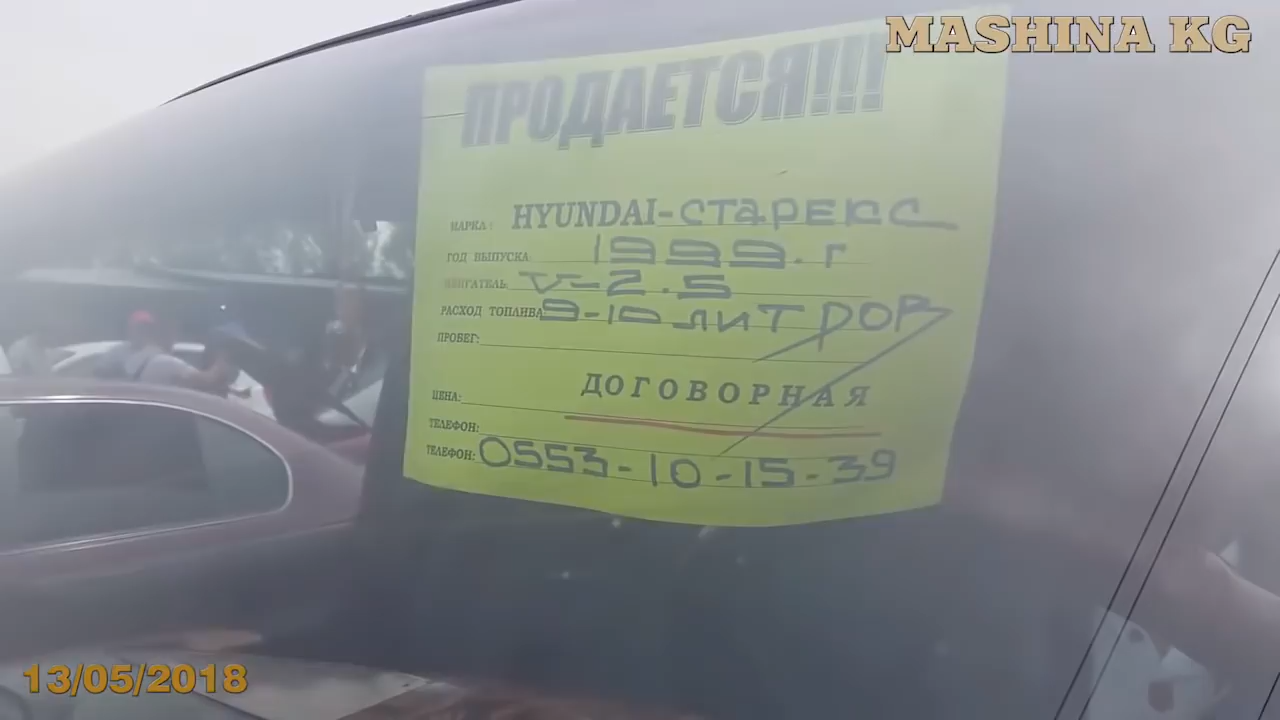 MASHINA KG
ПРОДАЕТСЯ!!!
МАРКА: HYUNDAI-СТАРЕКС
ГОД ВЫПУСКА 1999.г
ДВИГАТЕЛЬ: V-2.5
РАСХОД ТОПЛИВА 9-10 ЛИТРОВ
ПРОБЕГ:
ЦЕНА: ДОГОВОРНАЯ
ТЕЛЕФОН:
ТЕЛЕФОН: 0553-10-15-39
13/05/2018